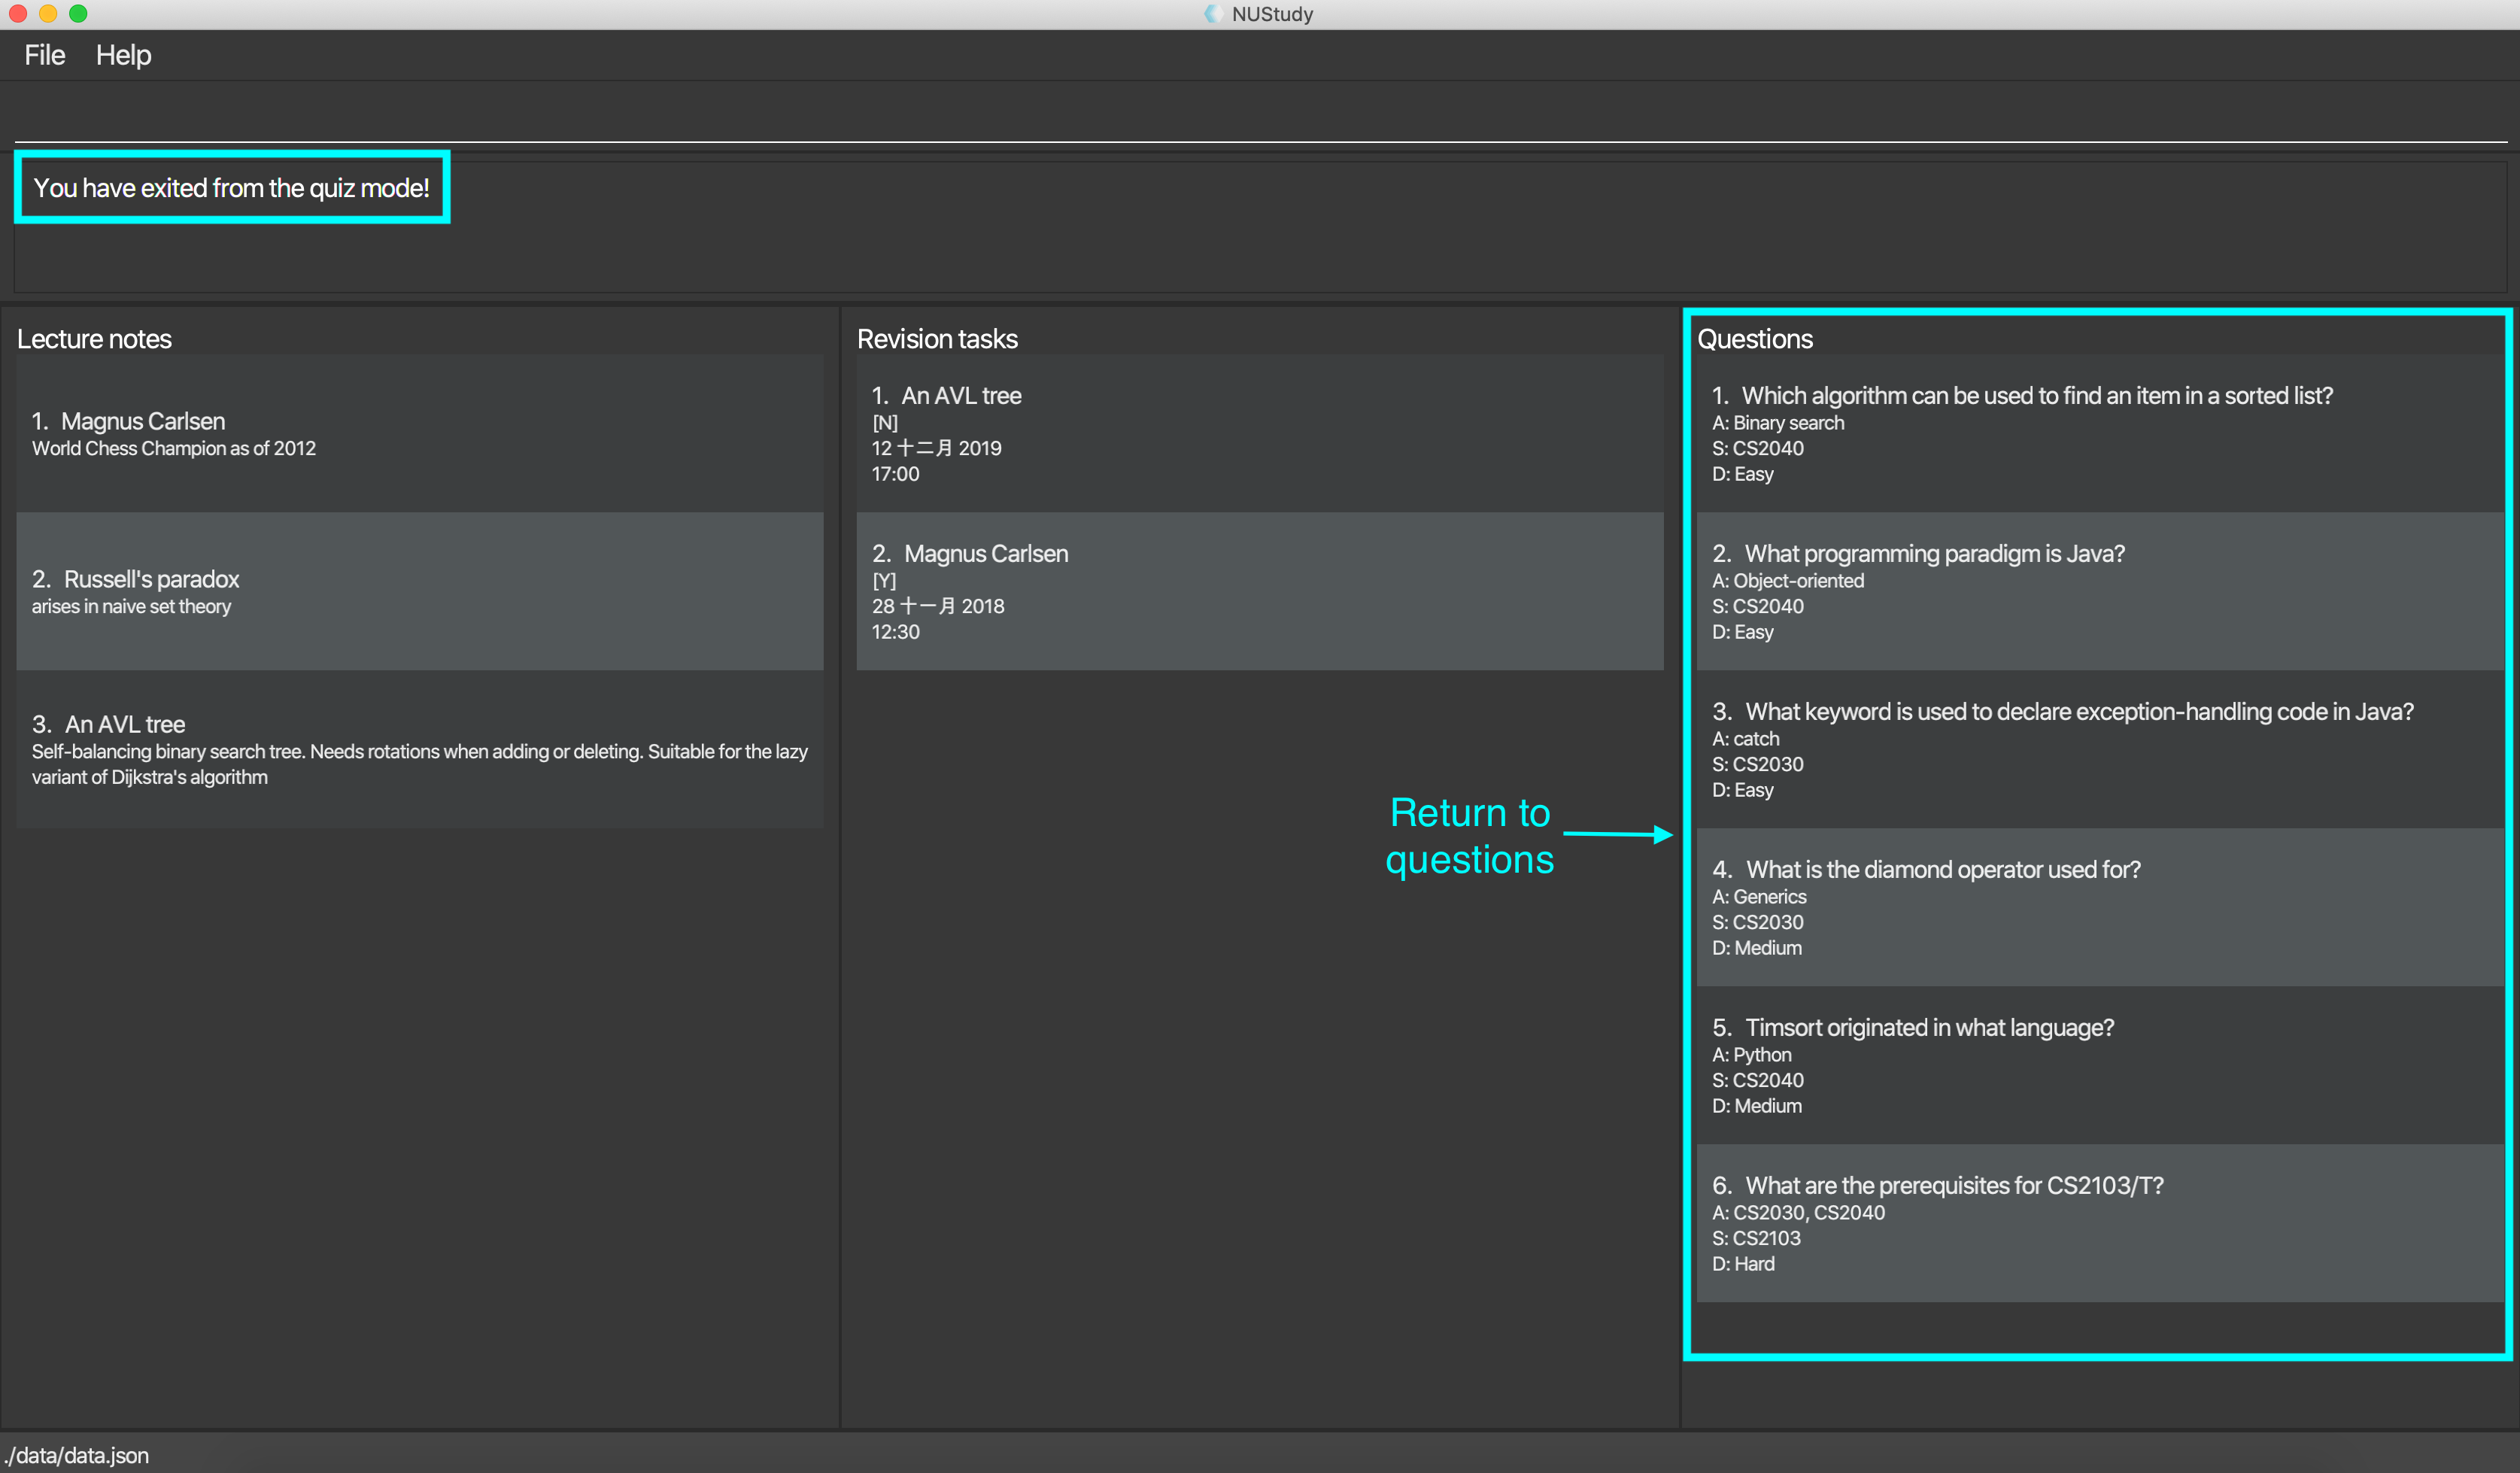 NUStudy
File Help
You have exited from the quiz mode!
Lecture notes
1. Magnus Carlsen
World Chess Champion as of 2012
2. Russell's paradox
arises in naive set theory
3. An AVL tree
Self-balancing binary search tree. Needs rotations when adding or deleting. Suitable for the lazy
variant of Dijkstra's algorithm
Revision tasks
1. An AVL tree
[N]
12 十二月 2019
17:00
2. Magnus Carlsen
[Y]
28 十一月 2018
12:30
Return to
questions
Questions
1. Which algorithm can be used to find an item in a sorted list?
A: Binary search
S: CS2040
D: Easy
2. What programming paradigm is Java?
A: Object-oriented
S: CS2040
D: Easy
3. What keyword is used to declare exception-handling code in Java?
A: catch
S: CS2030
D: Easy
4. What is the diamond operator used for?
A: Generics
S: CS2030
D: Medium
5. Timsort originated in what language?
A: Python
S: CS2040
D: Medium
6. What are the prerequisites for CS2103/T?
A: CS2030, CS2040
S: CS2103
D: Hard
./data/data.json